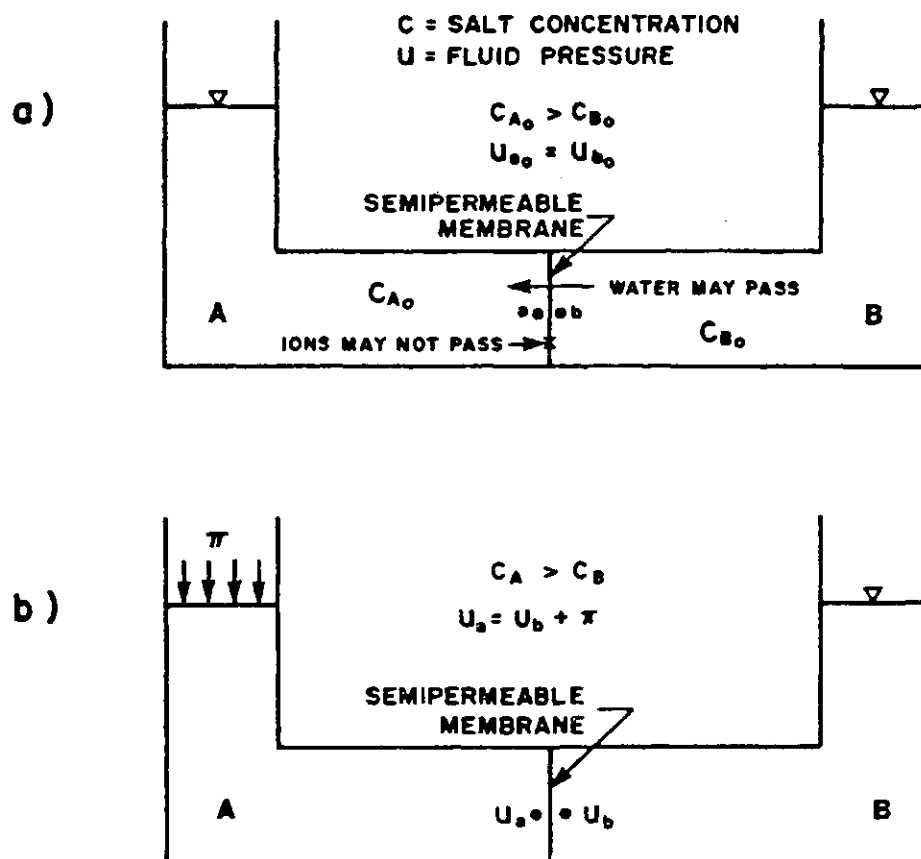 C = SALT CONCENTRATION
U = FLUID PRESSURE
a)
C_A₀ > C_B₀
U_a₀ = U_b₀
SEMIPERMEABLE
MEMBRANE
WATER MAY PASS
C_A₀
A
a b
B
C_B₀
IONS MAY NOT PASS
π
C_A > C_B
b)
U_a = U_b + π
SEMIPERMEABLE
MEMBRANE
A
U_a U_b
B